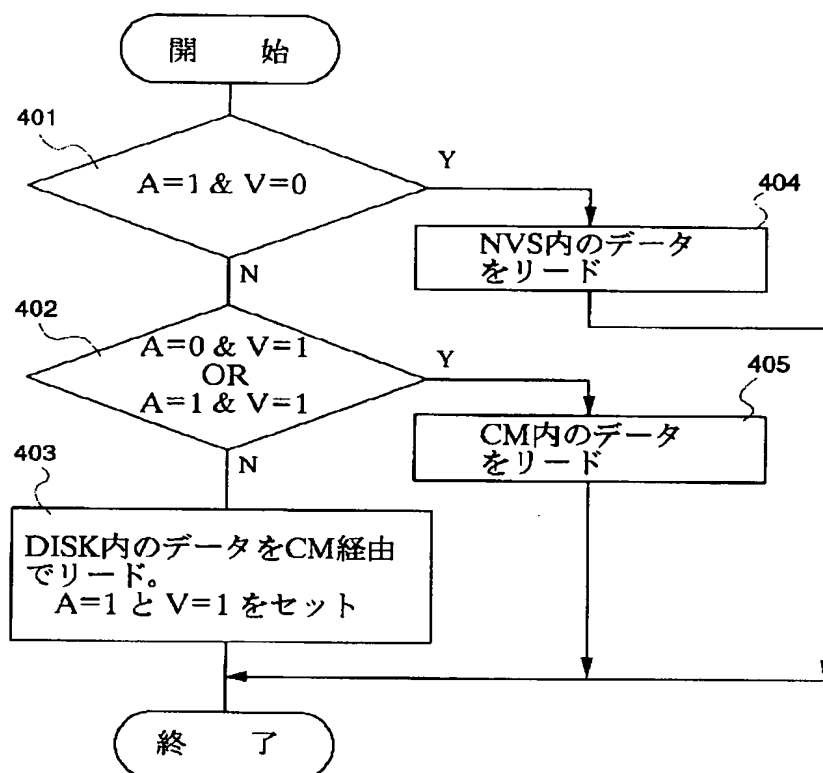 開 始
401
A=1 & V=0
Y
404
NVS内のデータ
をリード
N
402
A=0 & V=1
OR
A=1 & V=1
Y
405
CM内のデータ
をリード
N
403
DISK内のデータをCM経由
でリード。
A=1 と V=1 をセット
終 了